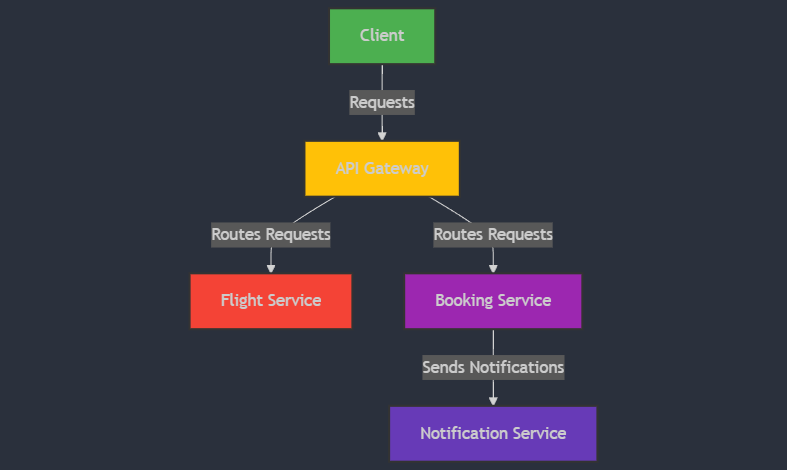 Client
Requests
API Gateway
Routes Requests
Routes Requests
Flight Service
Booking Service
Sends Notifications
Notification Service